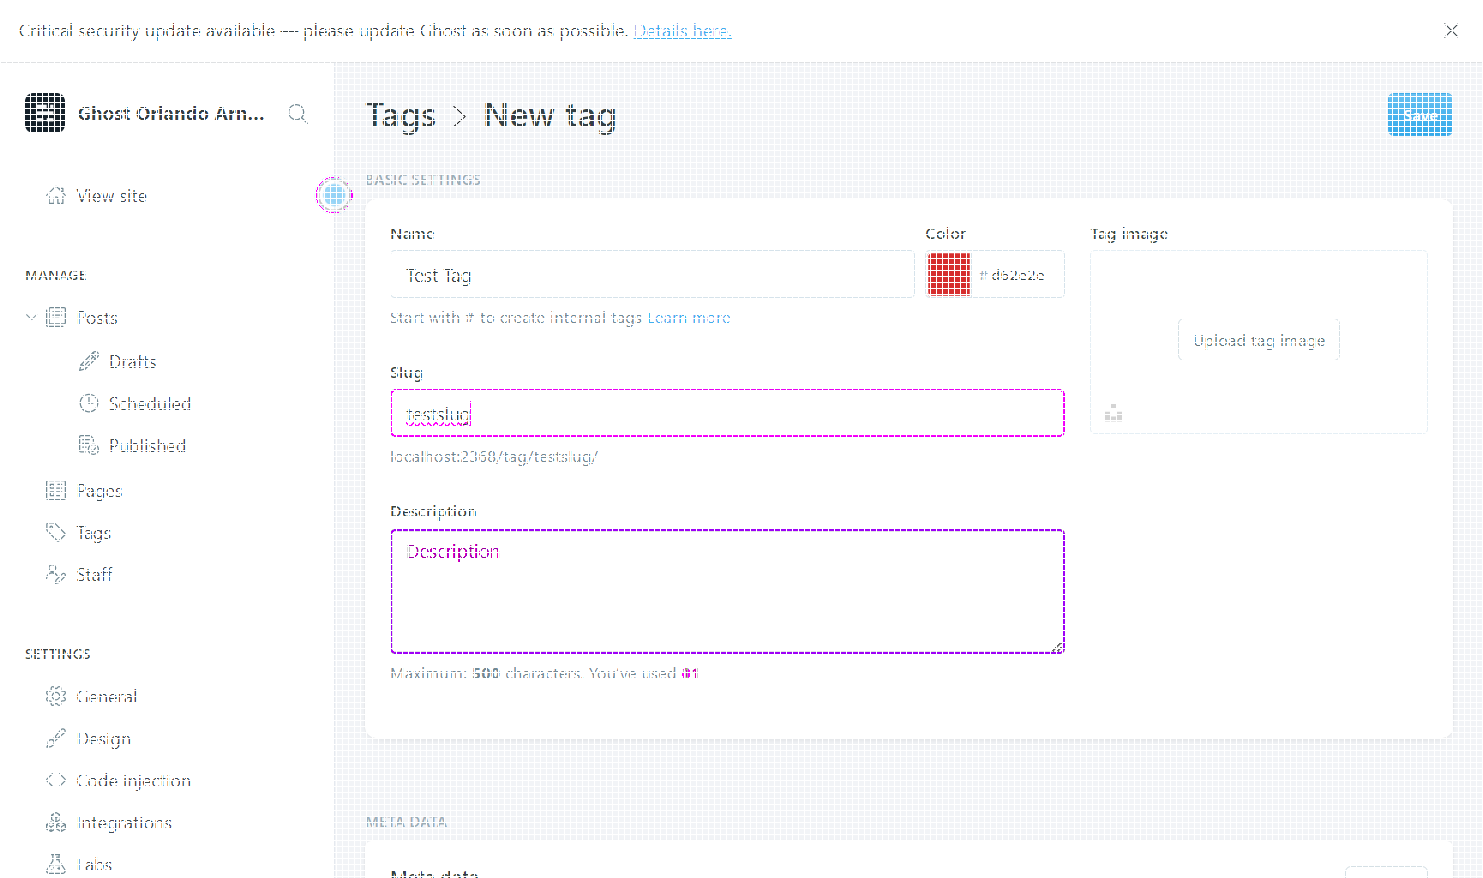 Critical security update available — please update Ghost as soon as possible. Details here.
Ghost Orlando Arn...
View site
MANAGE
Posts
Drafts
Scheduled
Published
Pages
Tags
Staff
SETTINGS
General
Design
Code injection
Integrations
Labs
Tags > New tag
Save
BASIC SETTINGS
Name
Test Tag
Start with # to create internal tags Learn more
Color
# d62e2e
Tag image
Upload tag image
Slug
testslug
localhost:2368/tag/testslug/
Description
Description
Maximum: 500 characters. You've used
META DATA
Meta data